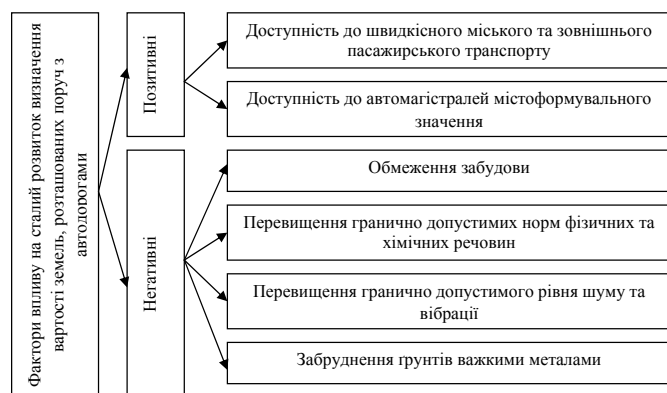 Фактори впливу на сталий розвиток визначення
вартості земель, розташованих поруч з
автодорогами
Позитивні
Доступність до швидкісного міського та зовнішнього
пасажирського транспорту
Доступність до автомагістралей містоформувального
значення
Негативні
Обмеження забудови
Перевищення гранично допустимих норм фізичних та
хімічних речовин
Перевищення гранично допустимого рівня шуму та
вібрації
Забруднення ґрунтів важкими металами